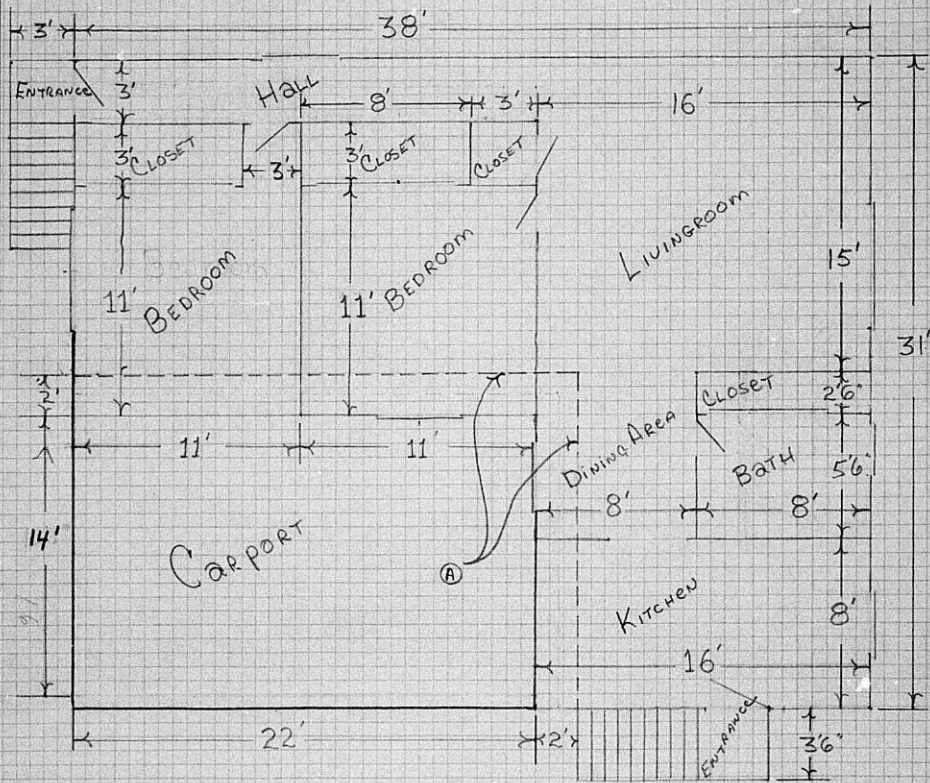 3'
38'
ENTRANCE
3'
HALL
8'
3'
16'
3'
CLOSET
3'
3'
CLOSET
CLOSET
LIVINGROOM
15'
11'
BEDROOM
11'
BEDROOM
31'
2'
CLOSET
2'6"
11'
11'
DINING AREA
BATH
5'6"
8'
8'
14'
CARPORT
A
KITCHEN
8'
16'
22'
2'
ENTRANCE
3'6"